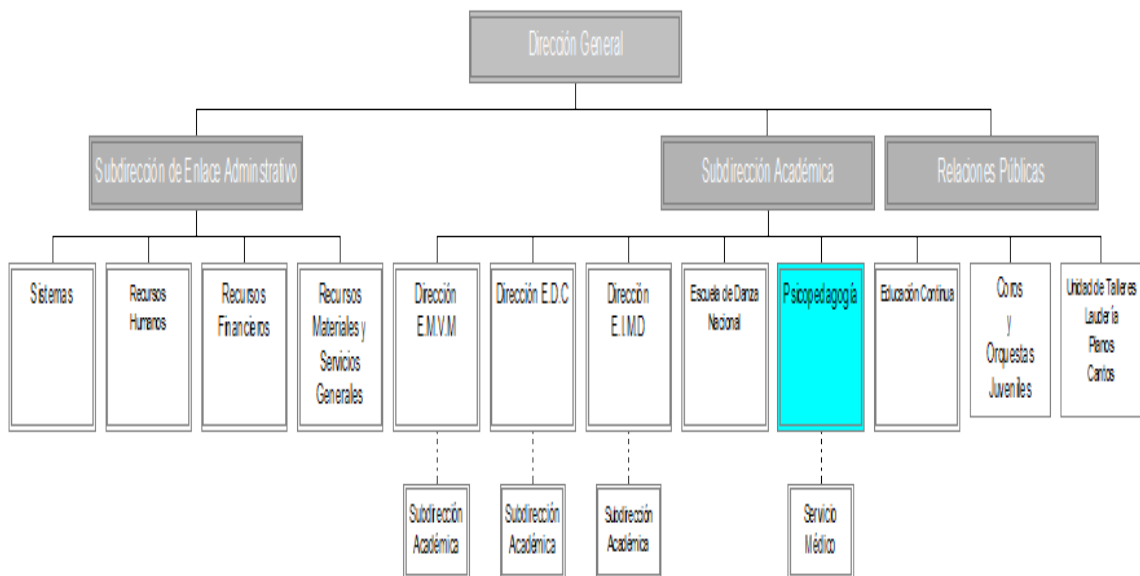 Dirección General
Subdirección de Enlace Adminstrativo
Subdirección Académica
Relaciones Públicas
Sistemas
Recursos
Humanos
Recursos
Financieros
Recursos
Materiales y
Servicios
Generales
Dirección
E.M.V.M
Dirección E.D.C
Dirección
E.I.M.D
Escuela de Danza
Nacional
Psicopedagogía
Educación Continua
Coros
y
Orquestas
Juveniles
Unidad de Talleres
Laudería
Pianos
Cantos
Subdirección
Académica
Subdirección
Académica
Subdirección
Académica
Servicio
Médico